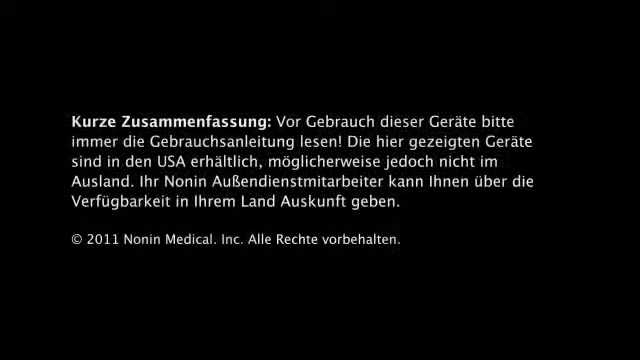 Kurze Zusammenfassung: Vor Gebrauch dieser Geräte bitte
immer die Gebrauchsanleitung lesen! Die hier gezeigten Geräte
sind in den USA erhältlich, möglicherweise jedoch nicht im
Ausland. Ihr Nonin Außendienstmitarbeiter kann Ihnen über die
Verfügbarkeit in Ihrem Land Auskunft geben.
© 2011 Nonin Medical. Inc. Alle Rechte vorbehalten.